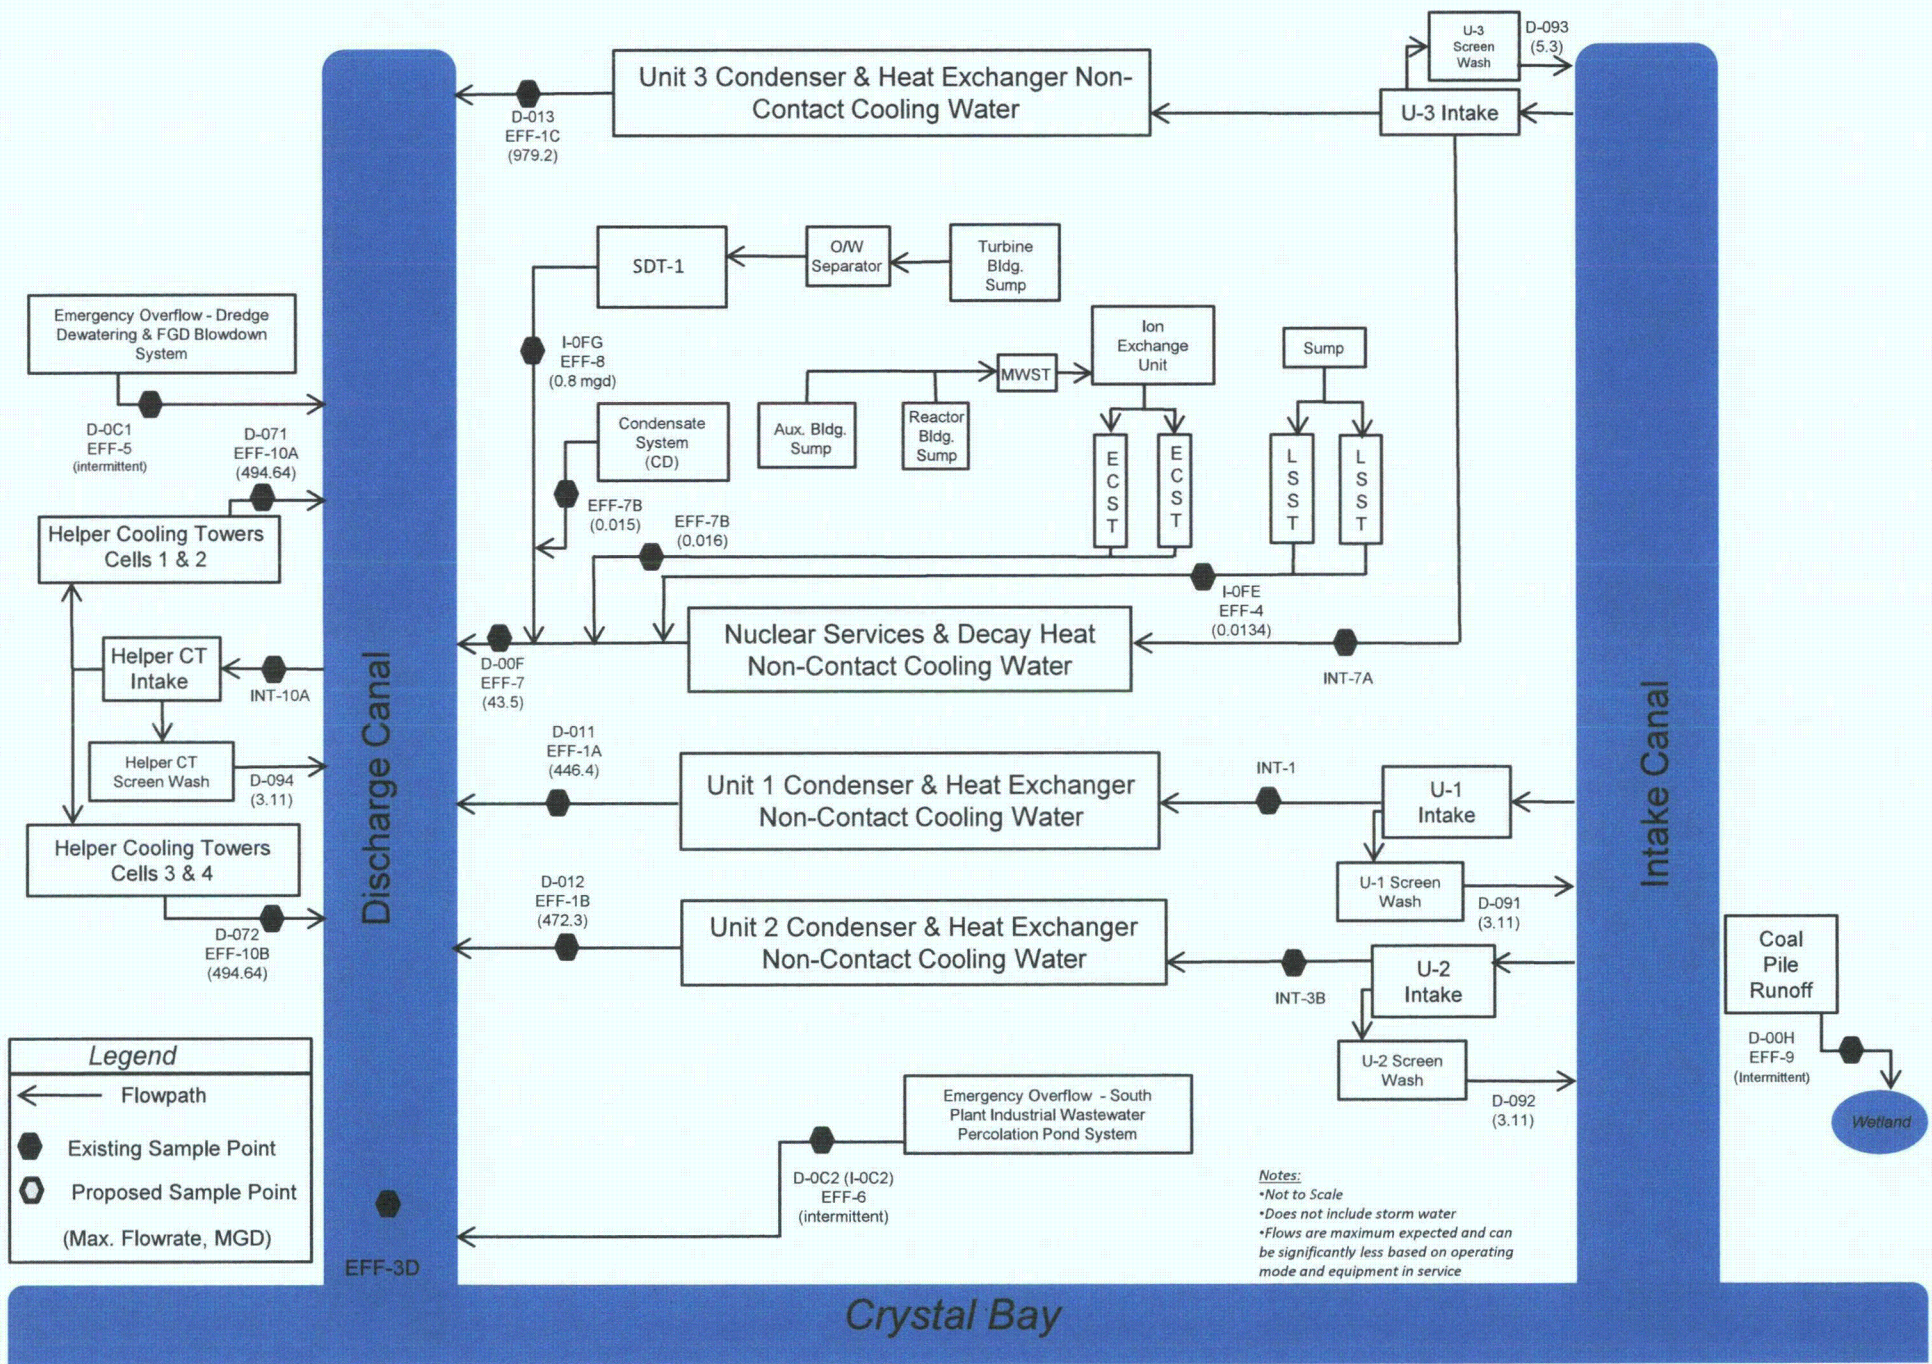 U-3
Screen
Wash
D-093
(5.3)
Unit 3 Condenser & Heat Exchanger Non-
Contact Cooling Water
U-3 Intake
D-013
EFF-1C
(979.2)
SDT-1
O/W
Separator
Turbine
Bldg.
Sump
Emergency Overflow - Dredge
Dewatering & FGD Blowdown
System
D-0C1
EFF-5
(intermittent)
I-0FG
EFF-8
(0.8 mgd)
Ion
Exchange
Unit
Sump
MWST
Aux. Bldg.
Sump
Reactor
Bldg.
Sump
Condensate
System
(CD)
ECST
ECST
LSST
LSST
D-071
EFF-10A
(494.64)
EFF-7B
(0.015)
EFF-7B
(0.016)
Helper Cooling Towers
Cells 1 & 2
I-0FE
EFF-4
(0.0134)
Nuclear Services & Decay Heat
Non-Contact Cooling Water
D-00F
EFF-7
(43.5)
INT-7A
Helper CT
Intake
INT-10A
Helper CT
Screen Wash
D-094
(3.11)
Discharge Canal
Intake Canal
D-011
EFF-1A
(446.4)
Unit 1 Condenser & Heat Exchanger
Non-Contact Cooling Water
INT-1
U-1
Intake
U-1 Screen
Wash
D-091
(3.11)
Helper Cooling Towers
Cells 3 & 4
D-072
EFF-10B
(494.64)
D-012
EFF-1B
(472.3)
Unit 2 Condenser & Heat Exchanger
Non-Contact Cooling Water
INT-3B
U-2
Intake
U-2 Screen
Wash
D-092
(3.11)
Coal
Pile
Runoff
D-00H
EFF-9
(Intermittent)
Wetland
Legend
Flowpath
Existing Sample Point
Proposed Sample Point
(Max. Flowrate, MGD)
EFF-3D
Emergency Overflow - South
Plant Industrial Wastewater
Percolation Pond System
D-0C2 (I-0C2)
EFF-6
(intermittent)
Notes:
•Not to Scale
•Does not include storm water
•Flows are maximum expected and can
be significantly less based on operating
mode and equipment in service
Crystal Bay